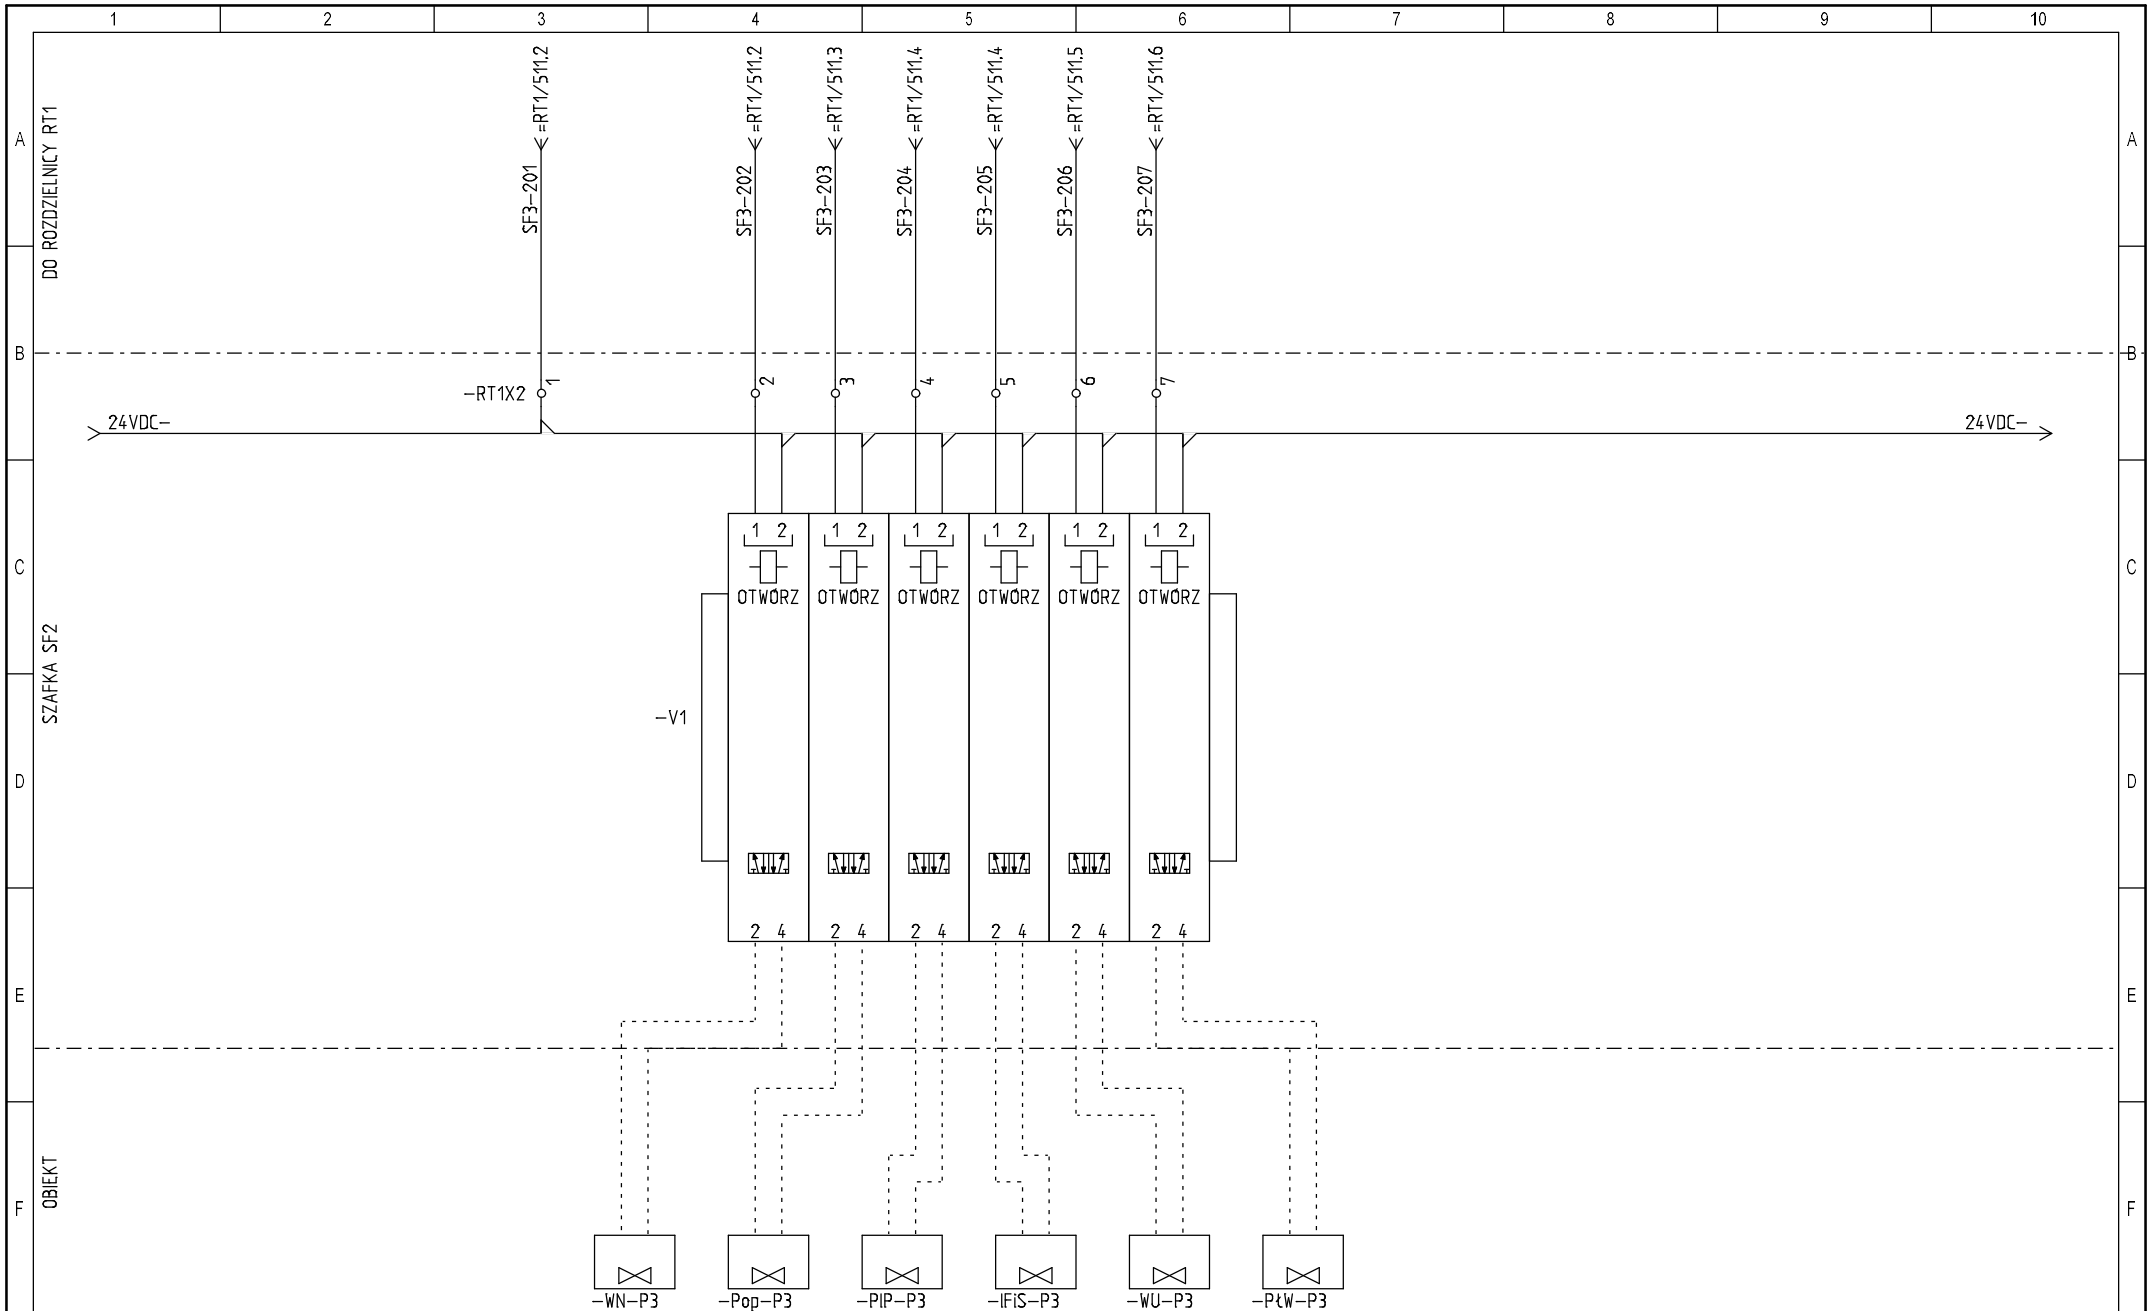 1 2 3 4 5 6 7 8 9 10
A A
B B
C C
D D
E E
F F
DO ROZDZIELNICY RT1
SZAFKA SF2
OBIEKT
=RT1/511.2 =RT1/511.2 =RT1/511.3 =RT1/511.4 =RT1/511.4 =RT1/511.5 =RT1/511.6
SF3-201 SF3-202 SF3-203 SF3-204 SF3-205 SF3-206 SF3-207
-RT1X2 1 2 3 4 5 6 7
24VDC- 24VDC-
1 2 1 2 1 2 1 2 1 2 1 2
OTWÓRZ OTWÓRZ OTWÓRZ OTWÓRZ OTWÓRZ OTWÓRZ
-V1
2 4 2 4 2 4 2 4 2 4 2 4
-WN-P3 -Pop-P3 -PIP-P3 -IFiS-P3 -WU-P3 -PŁW-P3